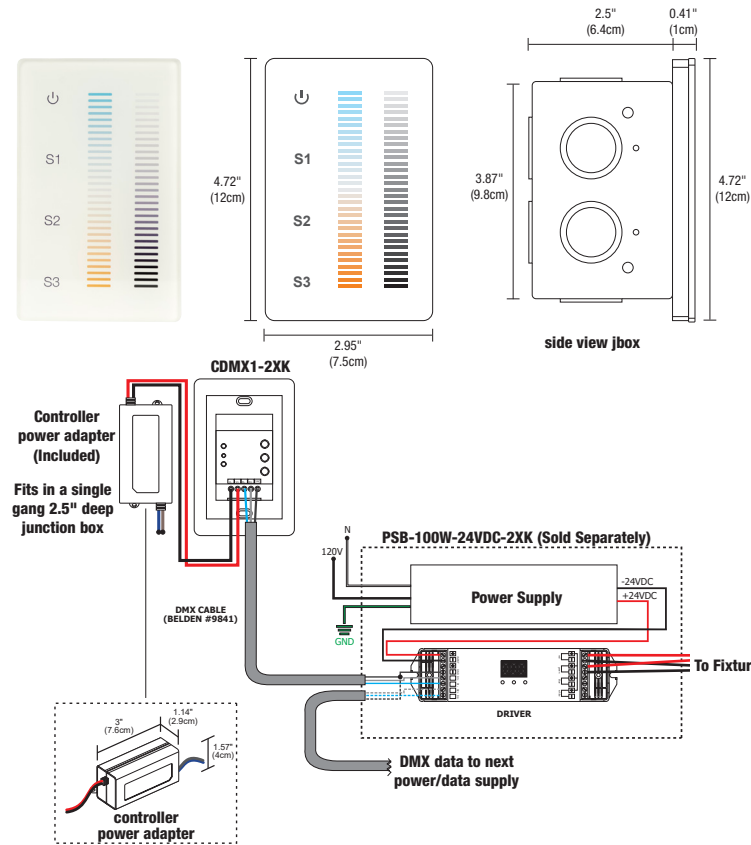 2.5"
(6.4cm)
0.41"
(1cm)
S1
S2
S3
4.72"
(12cm)
S1
S2
S3
2.95"
(7.5cm)
3.87"
(9.8cm)
4.72"
(12cm)
side view jbox
CDMX1-2XK
Controller
power adapter
(Included)
Fits in a single
gang 2.5" deep
junction box
DMX CABLE
(BELDEN #9841)
PSB-100W-24VDC-2XK (Sold Separately)
N
120V
GND
Power Supply
-24VDC
+24VDC
DRIVER
To Fixtur
DMX data to next
power/data supply
3"
(7.6cm)
1.14"
(2.9cm)
1.57"
(4cm)
controller
power adapter